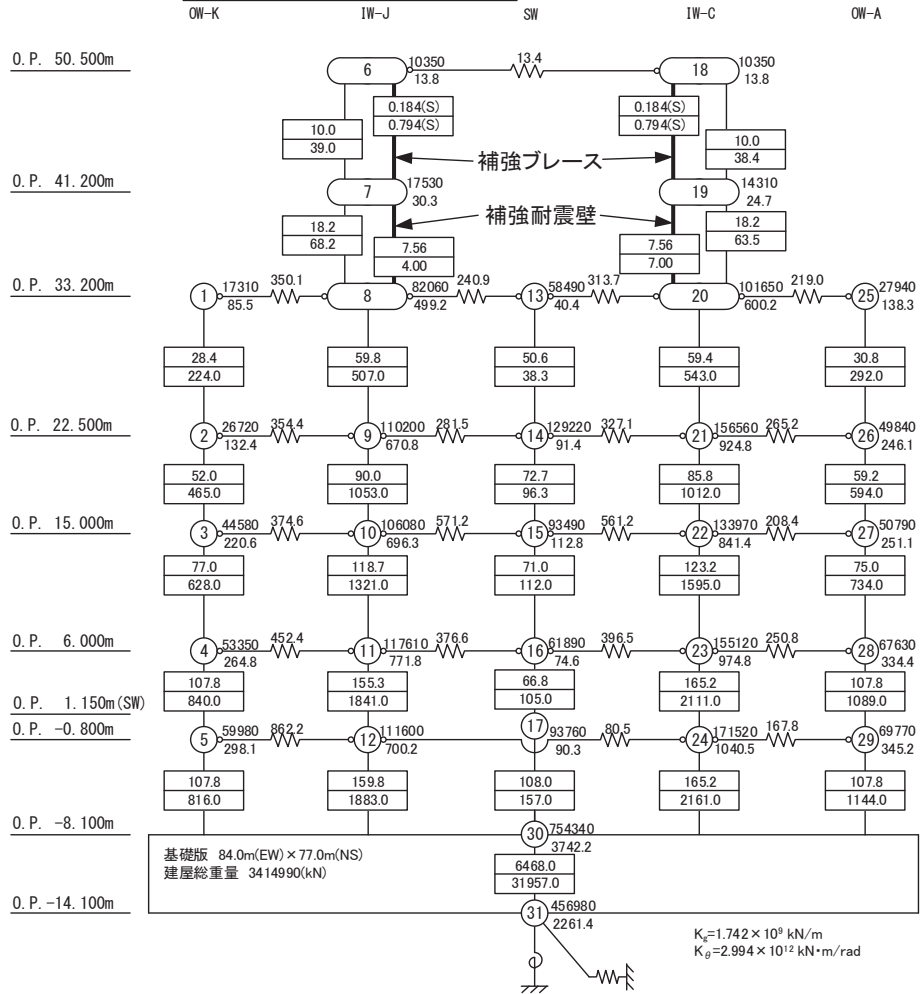 OW-K IW-J SW IW-C OW-A
O.P. 50.500m 6 10350 13.4 18 10350
13.8 13.8
0.184(S) 0.184(S)
0.794(S) 0.794(S)
10.0 10.0
39.0 38.4
補強ブレース
O.P. 41.200m 7 17530 19 14310
30.3 24.7
補強耐震壁
18.2 18.2
68.2 63.5
7.56 7.56
4.00 7.00
O.P. 33.200m 1 17310 350.1 8 82060 240.9 13 58490 313.7 20 101650 219.0 25 27940
85.5 499.2 40.4 600.2 138.3
28.4 59.8 50.6 59.4 30.8
224.0 507.0 38.3 543.0 292.0
O.P. 22.500m 2 26720 354.4 9 110200 281.5 14 129220 327.1 21 156560 265.2 26 49840
132.4 670.8 91.4 924.8 246.1
52.0 90.0 72.7 85.8 59.2
465.0 1053.0 96.3 1012.0 594.0
O.P. 15.000m 3 44580 374.6 10 106080 571.2 15 93490 561.2 22 133970 208.4 27 50790
220.6 696.3 112.8 841.4 251.1
77.0 118.7 71.0 123.2 75.0
628.0 1321.0 112.0 1595.0 734.0
O.P. 6.000m 4 53350 452.4 11 117610 376.6 16 61890 396.5 23 155120 250.8 28 67630
264.8 771.8 74.6 974.8 334.4
107.8 155.3 66.8 165.2 107.8
840.0 1841.0 105.0 2111.0 1089.0
O.P. 1.150m(SW) 17
O.P. -0.800m 5 59980 862.2 12 111600 93760 80.5 24 171520 167.8 29 69770
298.1 700.2 90.3 1040.5 345.2
107.8 159.8 108.0 165.2 107.8
816.0 1883.0 157.0 2161.0 1144.0
O.P. -8.100m 30 754340
3742.2
基礎版 84.0m(EW)×77.0m(NS)
建屋総重量 3414990(kN)
6468.0
31957.0
O.P. -14.100m 31 456980
2261.4
Kg=1.742×10⁹ kN/m
Kθ=2.994×10¹² kN・m/rad